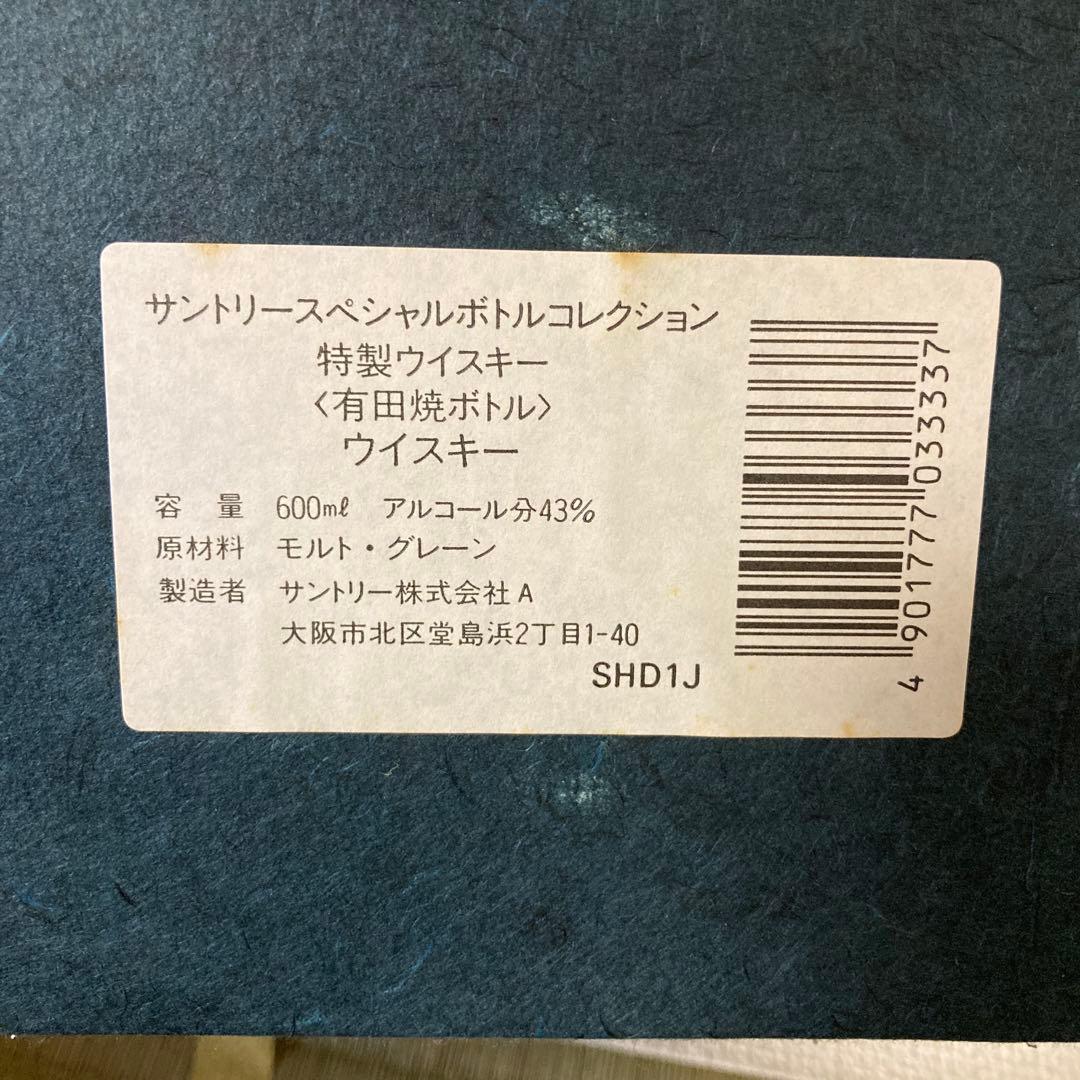 サントリースペシャルボトルコレクション
特製ウイスキー
〈有田焼ボトル〉
ウイスキー
容 量 600㎖ アルコール分43%
原材料 モルト・グレーン
製造者 サントリー株式会社A
大阪市北区堂島浜2丁目1-40
SHD1J
4 901777 033337